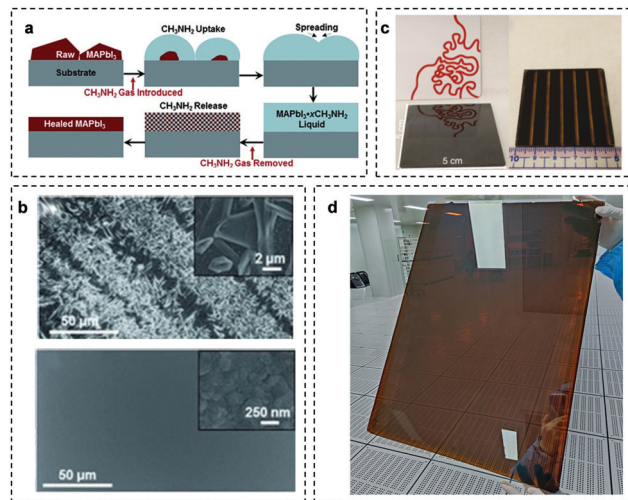 a
Raw
MAPbI3
Substrate
CH3NH2 Uptake
Spreading
CH3NH2 Gas Introduced
CH3NH2 Release
MAPbI3•xCH3NH2
Liquid
Healed MAPbI3
CH3NH2 Gas Removed
b
2 μm
50 μm
250 nm
50 μm
c
5 cm
10
d